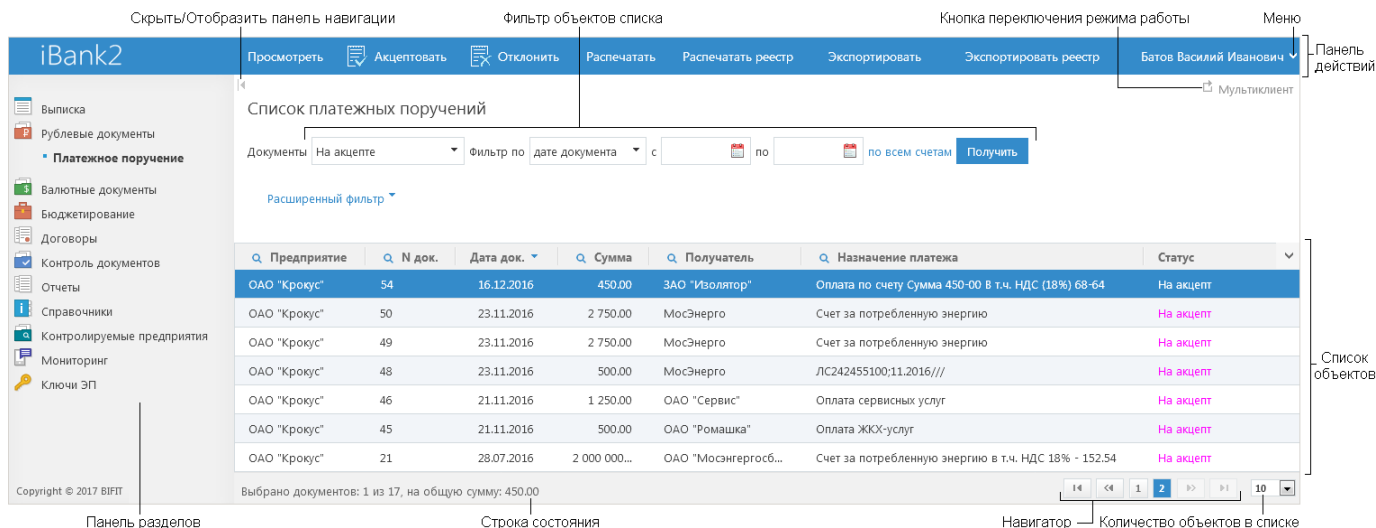 Скрыть/Отобразить панель навигации Фильтр объектов списка Кнопка переключения режима работы Меню
iBank2 Просмотреть Акцептовать Отклонить Распечатать Распечатать реестр Экспортировать Экспортировать реестр Батов Василий Иванович
Панель действий
Мультиклиент
Выписка
Рублевые документы
Платежное поручение
Валютные документы
Бюджетирование
Договоры
Контроль документов
Отчеты
Справочники
Контролируемые предприятия
Мониторинг
Ключи ЭП
Copyright © 2017 BIFIT
Список платежных поручений
Документы На акцепте Фильтр по дате документа с по по всем счетам Получить
Расширенный фильтр
Предприятие N док. Дата док. Сумма Получатель Назначение платежа Статус
ОАО "Крокус" 54 16.12.2016 450.00 ЗАО "Изолятор" Оплата по счету Сумма 450-00 В т.ч. НДС (18%) 68-64 На акцепт
ОАО "Крокус" 50 23.11.2016 2 750.00 МосЭнерго Счет за потребленную энергию На акцепт
ОАО "Крокус" 49 23.11.2016 2 750.00 МосЭнерго Счет за потребленную энергию На акцепт
ОАО "Крокус" 48 23.11.2016 500.00 МосЭнерго ЛС242455100;11.2016/// На акцепт
ОАО "Крокус" 46 21.11.2016 1 250.00 ОАО "Сервис" Оплата сервисных услуг На акцепт
ОАО "Крокус" 45 21.11.2016 500.00 ОАО "Ромашка" Оплата ЖКХ-услуг На акцепт
ОАО "Крокус" 21 28.07.2016 2 000 000... ОАО "Мосэнгергосб... Счет за потребленную энергию в т.ч. НДС 18% - 152.54 На акцепт
Список
объектов
Выбрано документов: 1 из 17, на общую сумму: 450.00 1 2 10
Панель разделов Строка состояния Навигатор Количество объектов в списке